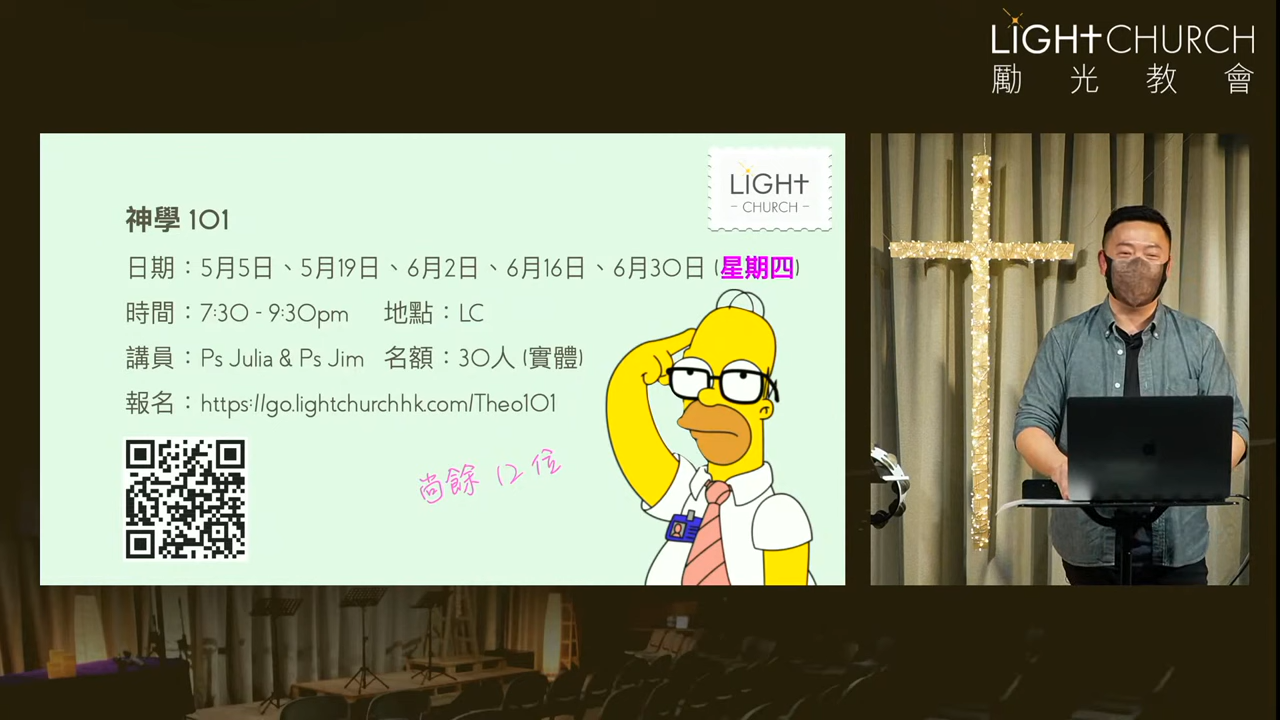 LIGHt CHURCH
勵光教會
LIGHt
- CHURCH -
神學 101
日期：5月5日、5月19日、6月2日、6月16日、6月30日 (星期四)
時間：7:30 - 9:30pm 地點：LC
講員：Ps Julia & Ps Jim 名額：30人 (實體)
報名：https://go.lightchurchhk.com/Theo101
尚餘 12 位